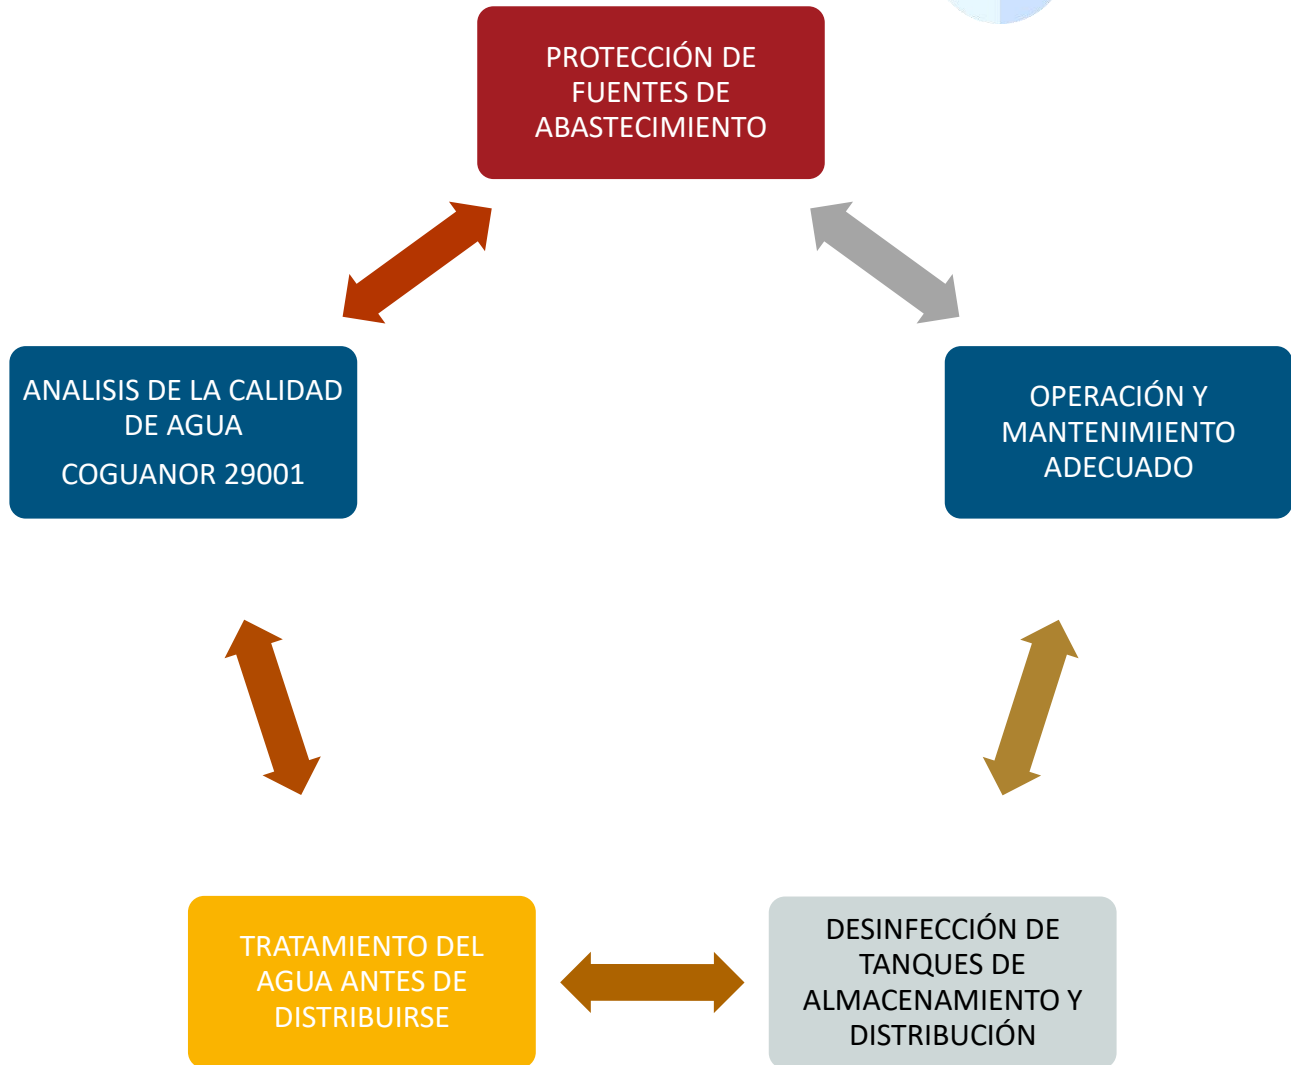 PROTECCIÓN DE
FUENTES DE
ABASTECIMIENTO
ANALISIS DE LA CALIDAD
DE AGUA
COGUANOR 29001
OPERACIÓN Y
MANTENIMIENTO
ADECUADO
TRATAMIENTO DEL
AGUA ANTES DE
DISTRIBUIRSE
DESINFECCIÓN DE
TANQUES DE
ALMACENAMIENTO Y
DISTRIBUCIÓN